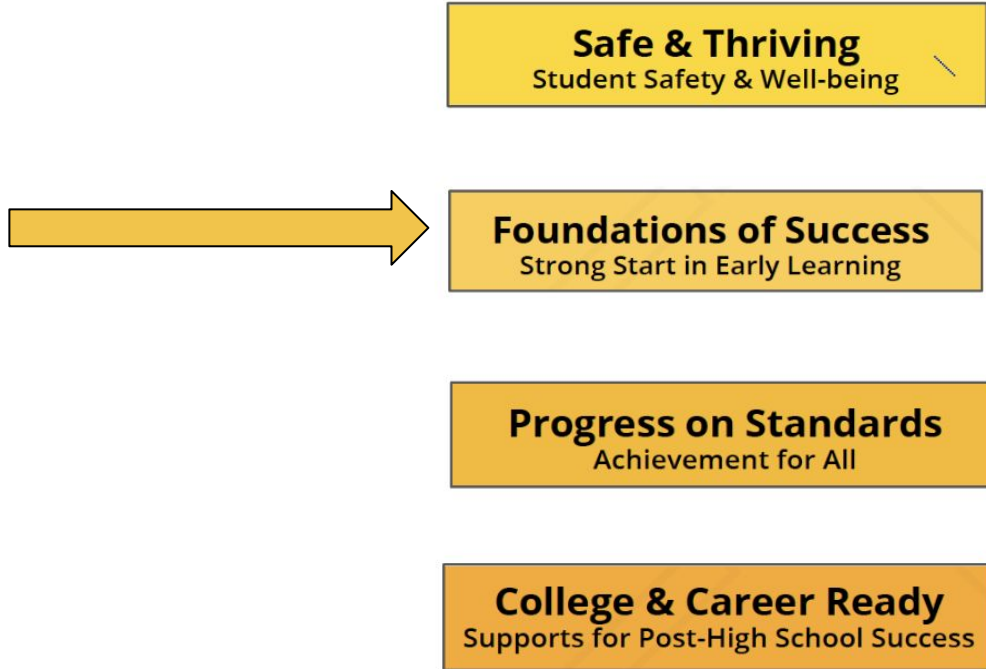 Safe & Thriving
Student Safety & Well-being
Foundations of Success
Strong Start in Early Learning
Progress on Standards
Achievement for All
College & Career Ready
Supports for Post-High School Success